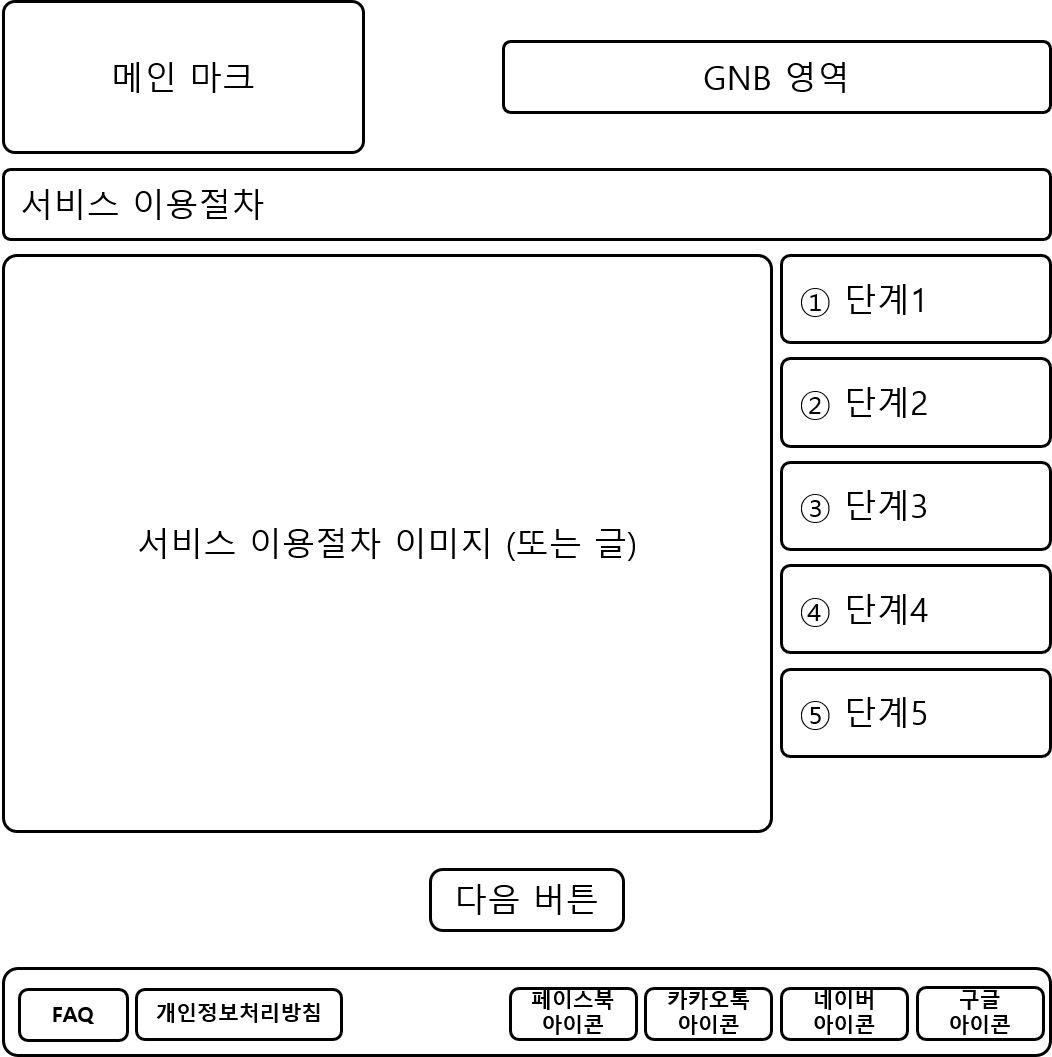 메인 마크
GNB 영역
서비스 이용절차
서비스 이용절차 이미지 (또는 글)
① 단계1
② 단계2
③ 단계3
④ 단계4
⑤ 단계5
다음 버튼
FAQ
개인정보처리방침
페이스북
아이콘
카카오톡
아이콘
네이버
아이콘
구글
아이콘